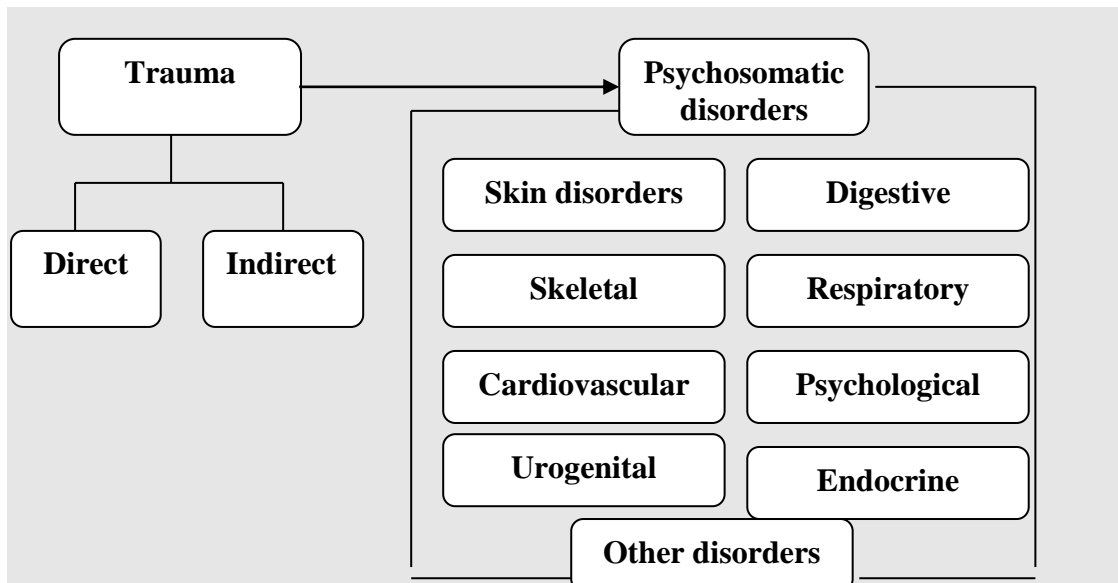 Trauma
Psychosomatic
disorders
Direct
Indirect
Skin disorders
Digestive
Skeletal
Respiratory
Cardiovascular
Psychological
Urogenital
Endocrine
Other disorders